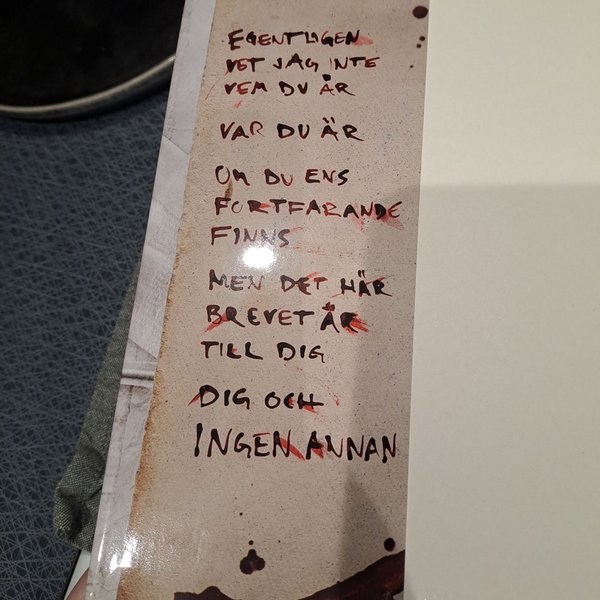 EGENTLIGEN
VET JAG INTE
VEM DU ÄR
VAR DU ÄR
OM DU ENS
FORTFARANDE
FINNS
MEN DET HÄR
BREVET ÄR
TILL DIG
DIG OCH
INGEN ANNAN